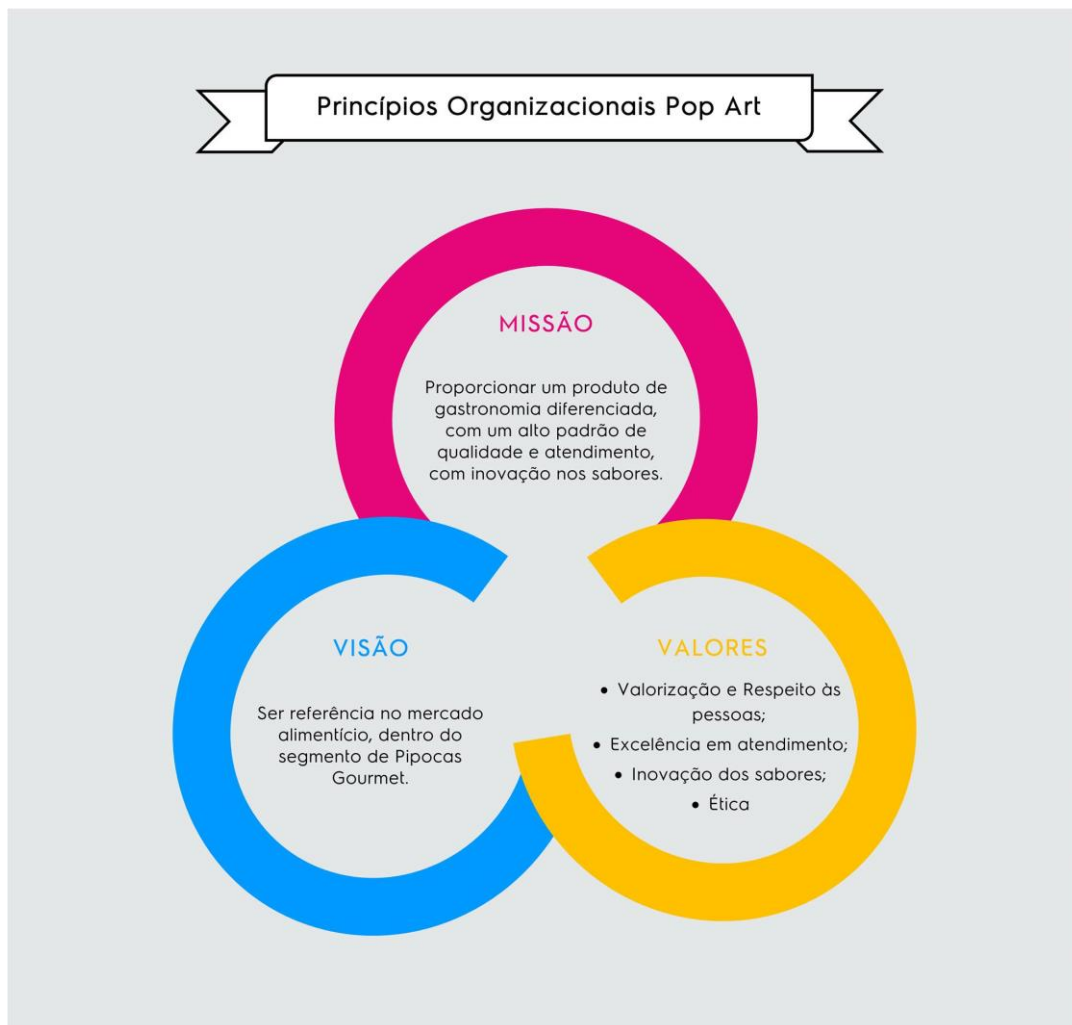 Princípios Organizacionais Pop Art
MISSÃO
Proporcionar um produto de
gastronomia diferenciada,
com um alto padrão de
qualidade e atendimento,
com inovação nos sabores.
VISÃO
Ser referência no mercado
alimentício, dentro do
segmento de Pipocas
Gourmet.
VALORES
• Valorização e Respeito às
pessoas;
• Excelência em atendimento;
• Inovação dos sabores;
• Ética